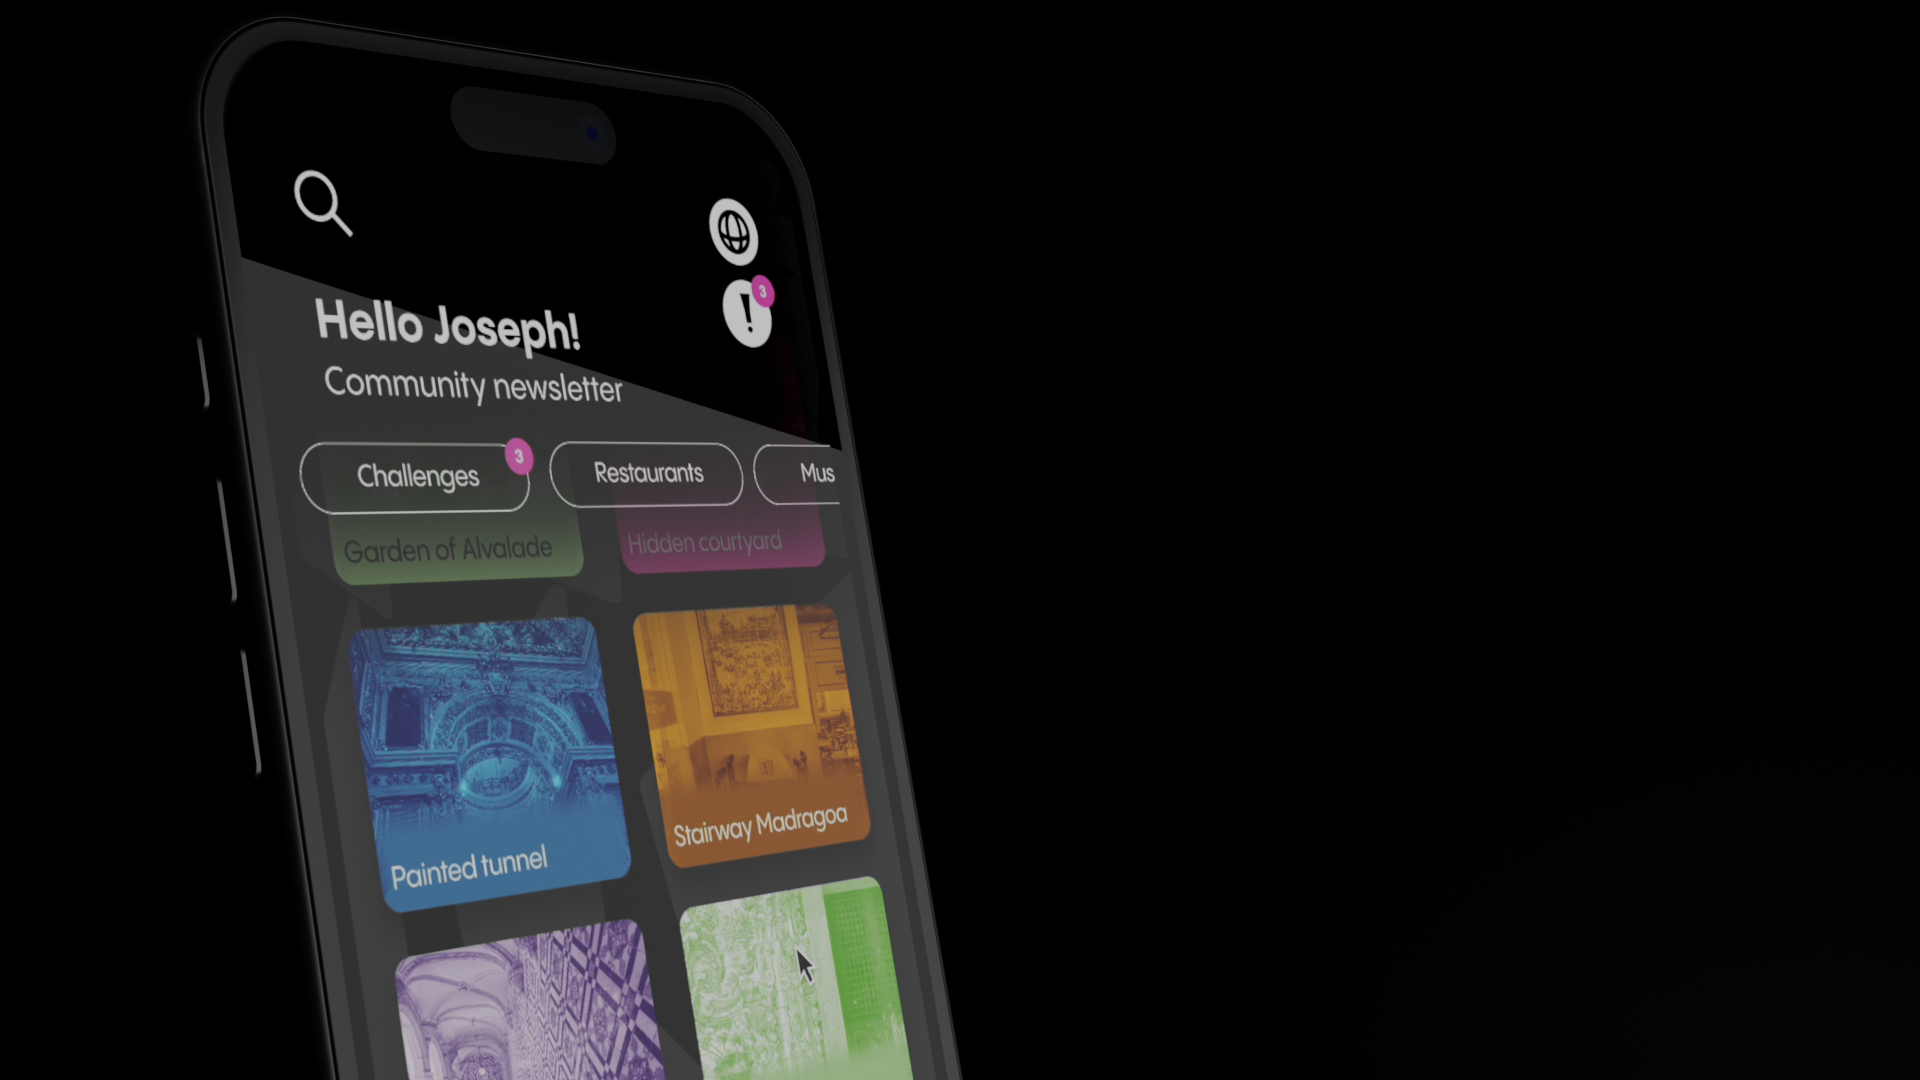 3
Hello Joseph!
Community newsletter
Challenges
3
Restaurants
Mus
Garden of Alvalade
Hidden courtyard
Painted tunnel
Stairway Madragoa